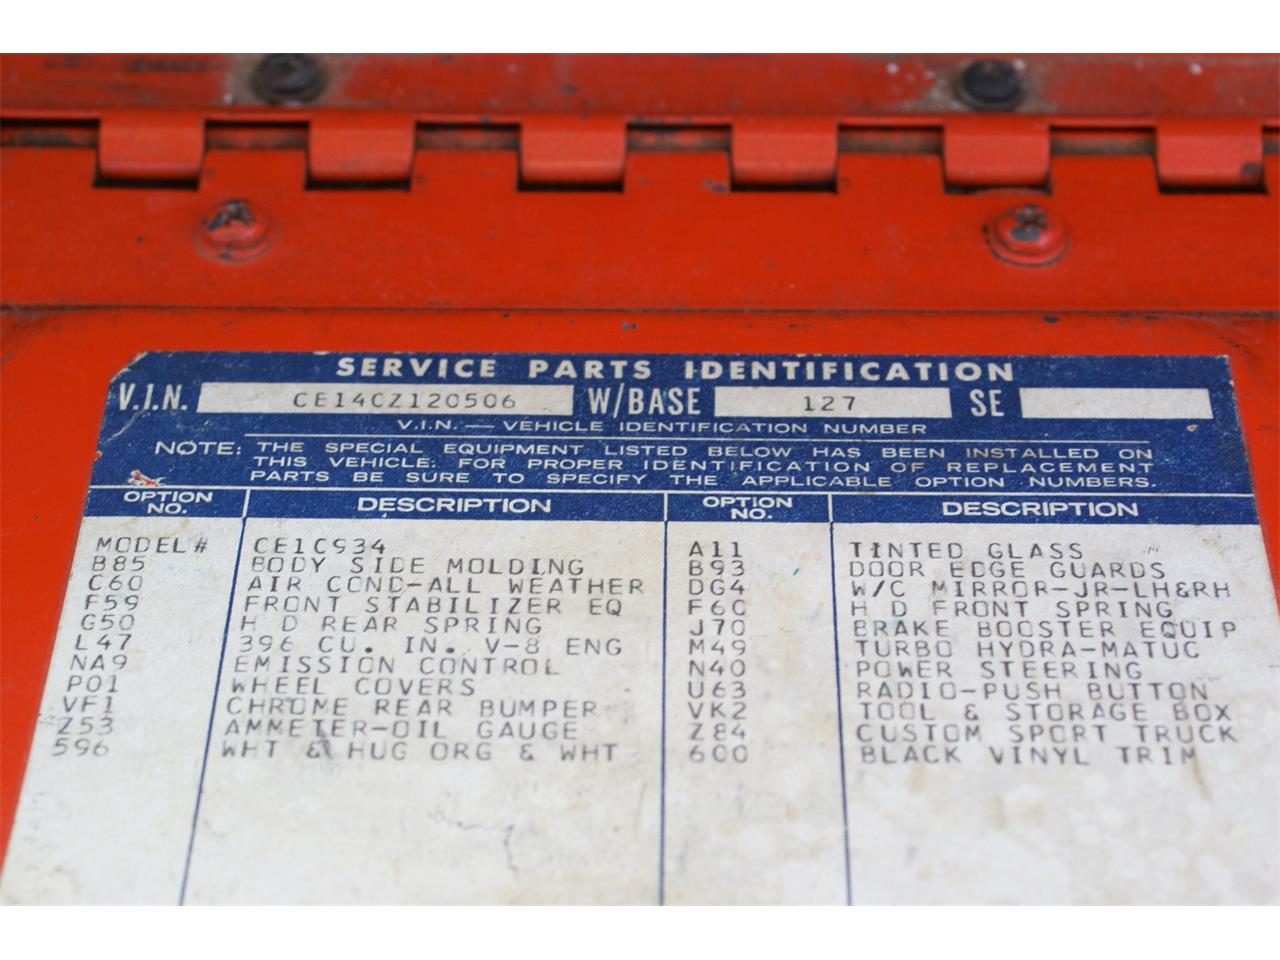 SERVICE PARTS IDENTIFICATION
V.I.N. CE140Z120506 W/BASE 127 SE
V.I.N. — VEHICLE IDENTIFICATION NUMBER
NOTE: THE SPECIAL EQUIPMENT LISTED BELOW HAS BEEN INSTALLED ON
THIS VEHICLE. FOR PROPER IDENTIFICATION OF REPLACEMENT
PARTS BE SURE TO SPECIFY THE APPLICABLE OPTION NUMBERS.
OPTION NO. DESCRIPTION OPTION NO. DESCRIPTION
MODEL# CE10934 A11 TINTED GLASS
B85 BODY SIDE MOLDING B93 DOOR EDGE GUARDS
C60 AIR COND-ALL WEATHER DG4 W/C MIRROR-JR-LH&RH
F59 FRONT STABILIZER EQ F60 H D FRONT SPRING
G50 H D REAR SPRING J70 BRAKE BOOSTER EQUIP
L47 396 CU. IN. V-8 ENG M49 TURBO HYDRA-MATUC
NA9 EMISSION CONTROL N40 POWER STEERING
P01 WHEEL COVERS U63 RADIO-PUSH BUTTON
VF1 CHROME REAR BUMPER VK2 TOOL & STORAGE BOX
Z53 AMMETER-OIL GAUGE Z84 CUSTOM SPORT TRUCK
596 WHT & HUG ORG & WHT 600 BLACK VINYL TRIM